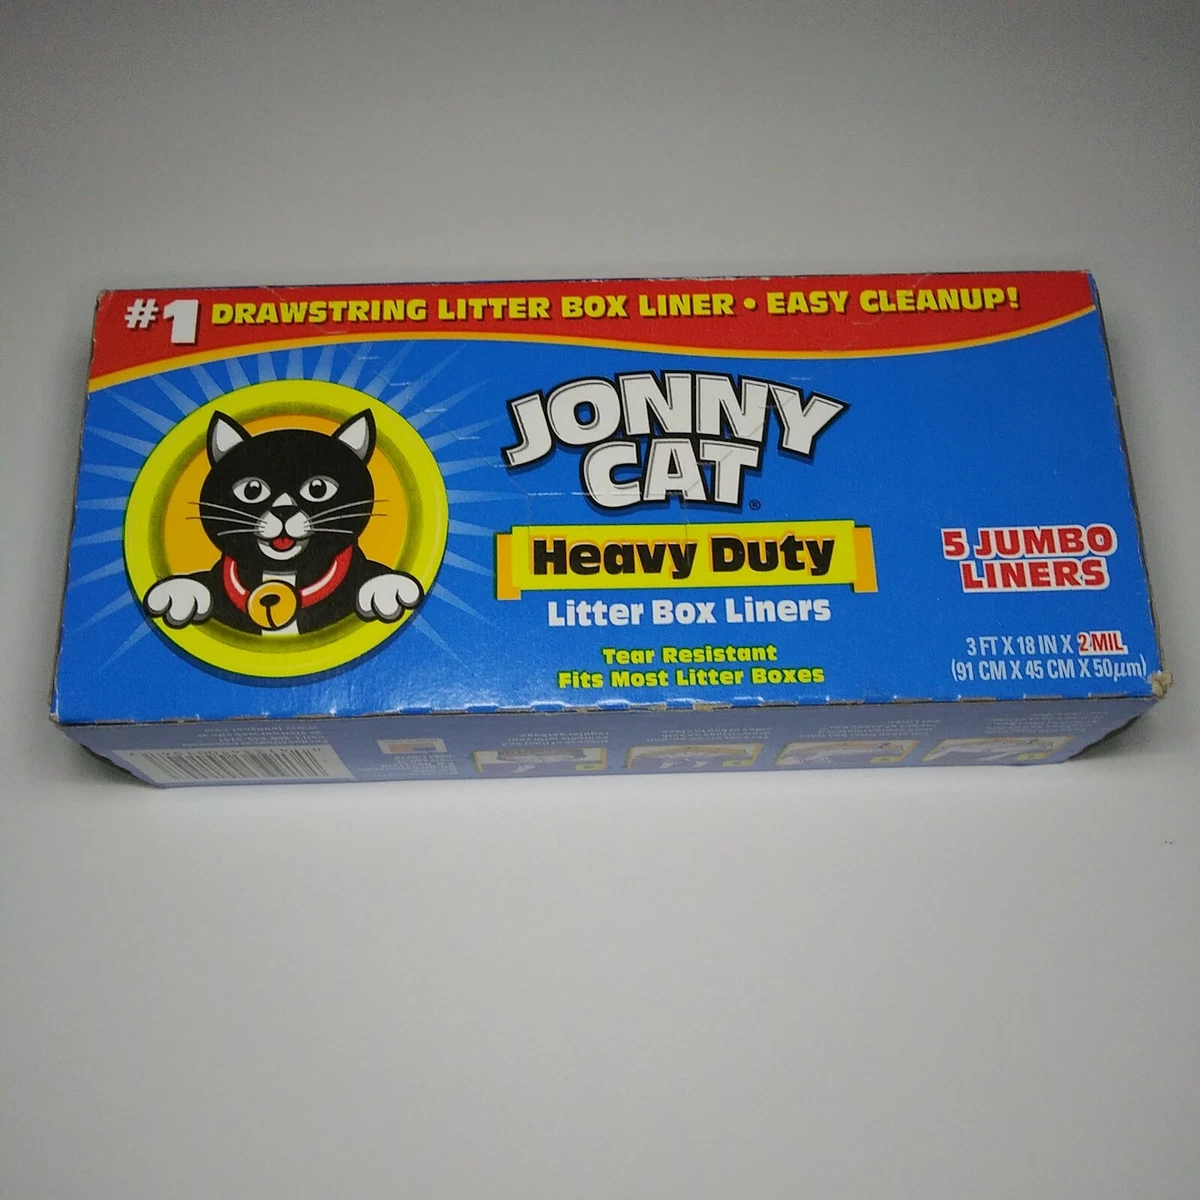 #1 DRAWSTRING LITTER BOX LINER • EASY CLEANUP!
JONNY
CAT®
Heavy Duty
Litter Box Liners
Tear Resistant
Fits Most Litter Boxes
5 JUMBO
LINERS
3 FT X 18 IN X 2 MIL
(91 CM X 45 CM X 50μm)